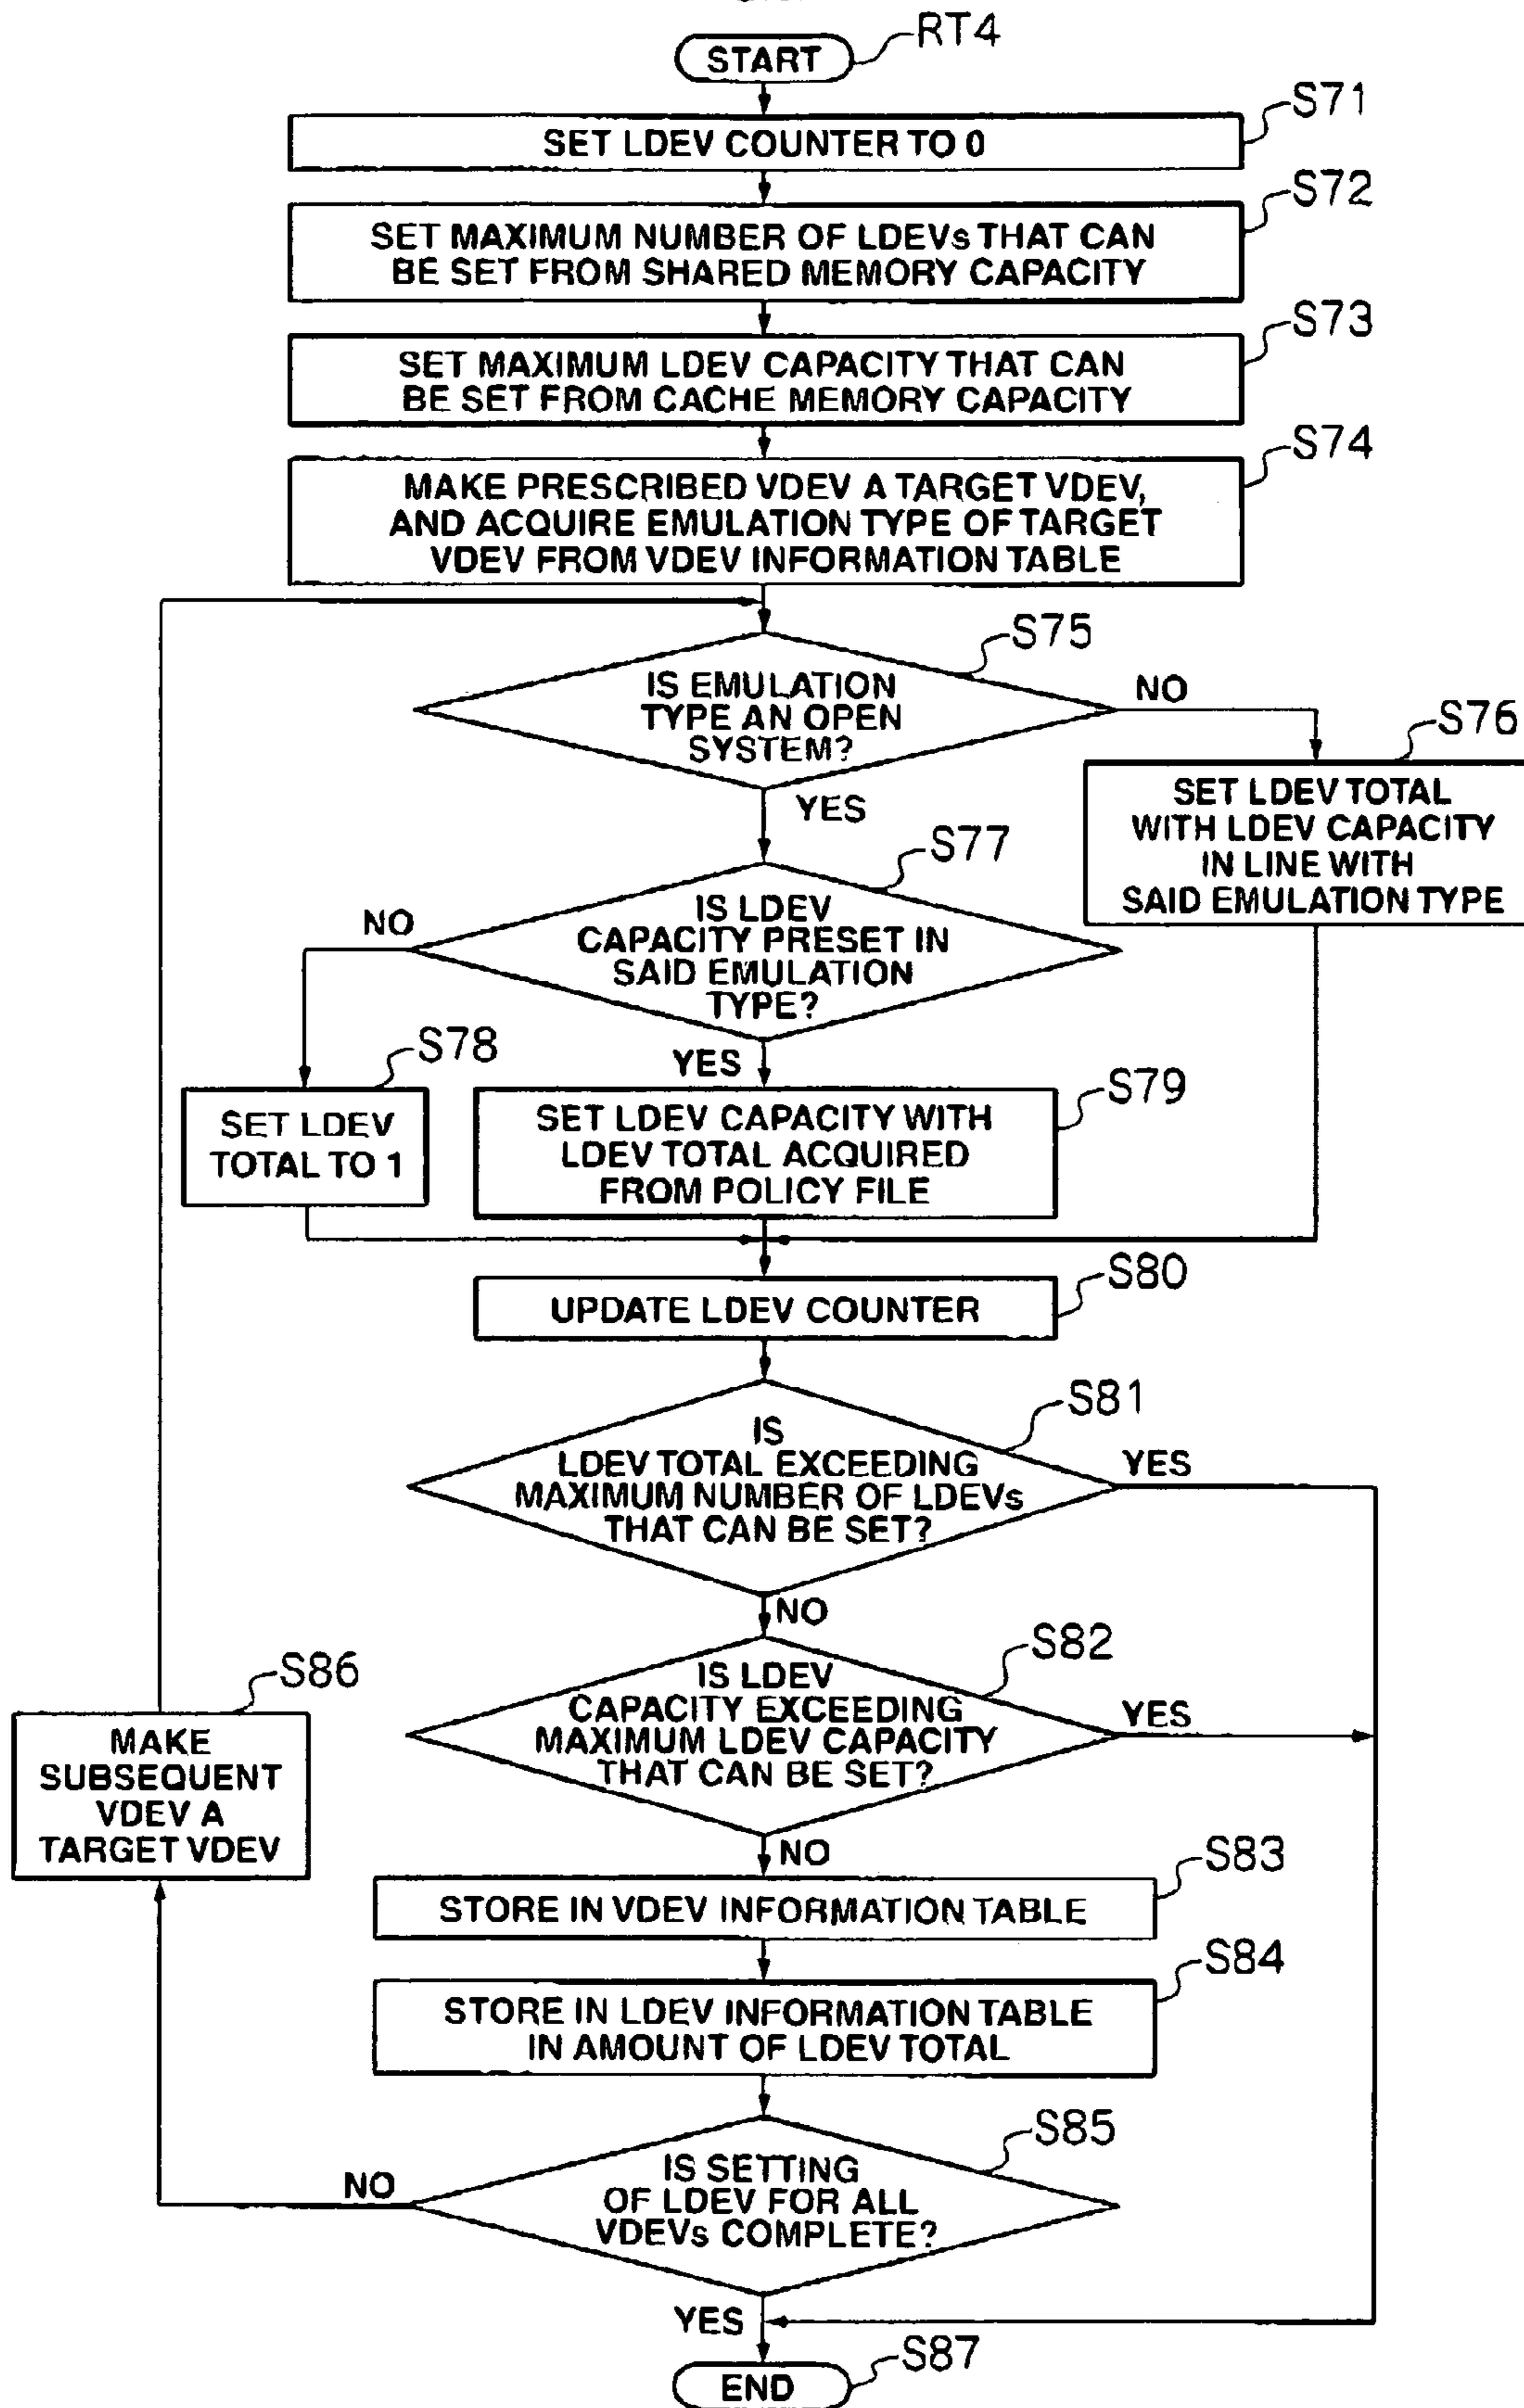 RT4
START
S71
SET LDEV COUNTER TO 0
S72
SET MAXIMUM NUMBER OF LDEVs THAT CAN
BE SET FROM SHARED MEMORY CAPACITY
S73
SET MAXIMUM LDEV CAPACITY THAT CAN
BE SET FROM CACHE MEMORY CAPACITY
S74
MAKE PRESCRIBED VDEV A TARGET VDEV,
AND ACQUIRE EMULATION TYPE OF TARGET
VDEV FROM VDEV INFORMATION TABLE
S75
IS EMULATION
TYPE AN OPEN
SYSTEM?
NO
YES
S76
SET LDEV TOTAL
WITH LDEV CAPACITY
IN LINE WITH
SAID EMULATION TYPE
S77
IS LDEV
CAPACITY PRESET IN
SAID EMULATION
TYPE?
NO
YES
S78
SET LDEV
TOTAL TO 1
S79
SET LDEV CAPACITY WITH
LDEV TOTAL ACQUIRED
FROM POLICY FILE
S80
UPDATE LDEV COUNTER
S81
IS
LDEV TOTAL EXCEEDING
MAXIMUM NUMBER OF LDEVs
THAT CAN BE SET?
YES
NO
S82
IS LDEV
CAPACITY EXCEEDING
MAXIMUM LDEV CAPACITY
THAT CAN BE SET?
YES
NO
S86
MAKE
SUBSEQUENT
VDEV A
TARGET VDEV
S83
STORE IN VDEV INFORMATION TABLE
S84
STORE IN LDEV INFORMATION TABLE
IN AMOUNT OF LDEV TOTAL
S85
IS SETTING
OF LDEV FOR ALL
VDEVs COMPLETE?
NO
YES
S87
END